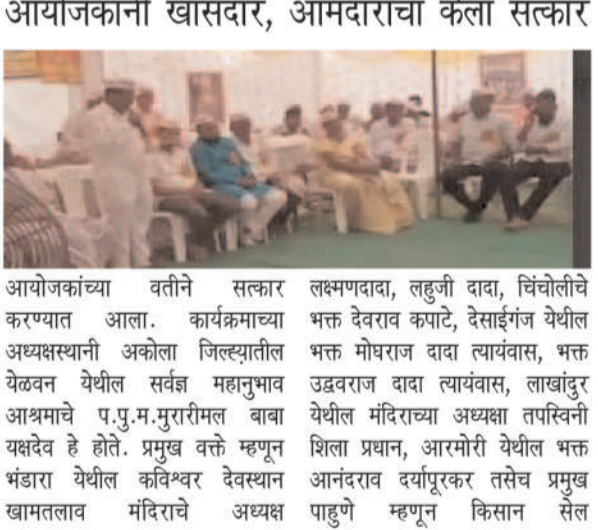 आयोजकांनी खासदार, आमदारांचा केला सत्कार
आयोजकांच्या वतीने सत्कार
करण्यात आला. कार्यक्रमाच्या
अध्यक्षस्थानी अकोला जिल्ह्यातील
येळवन येथील सर्वज्ञ महानुभाव
आश्रमाचे प.पु.म.मुरारीमल बाबा
यक्षदेव हे होते. प्रमुख वक्ते म्हणून
भंडारा येथील कविश्वर देवस्थान
खामतलाव मंदिराचे अध्यक्ष
लक्ष्मणदादा, लहुजी दादा, चिंचोलीचे
भक्त देवराव कपाटे, देसाईगंज येथील
भक्त मोघराज दादा त्यायंवास, भक्त
उद्ववराज दादा त्यायंवास, लाखांदुर
येथील मंदिराच्या अध्यक्षा तपस्विनी
शिला प्रधान, आरमोरी येथील भक्त
आनंदराव दर्यापूरकर तसेच प्रमुख
पाहुणे म्हणून किसान सेल